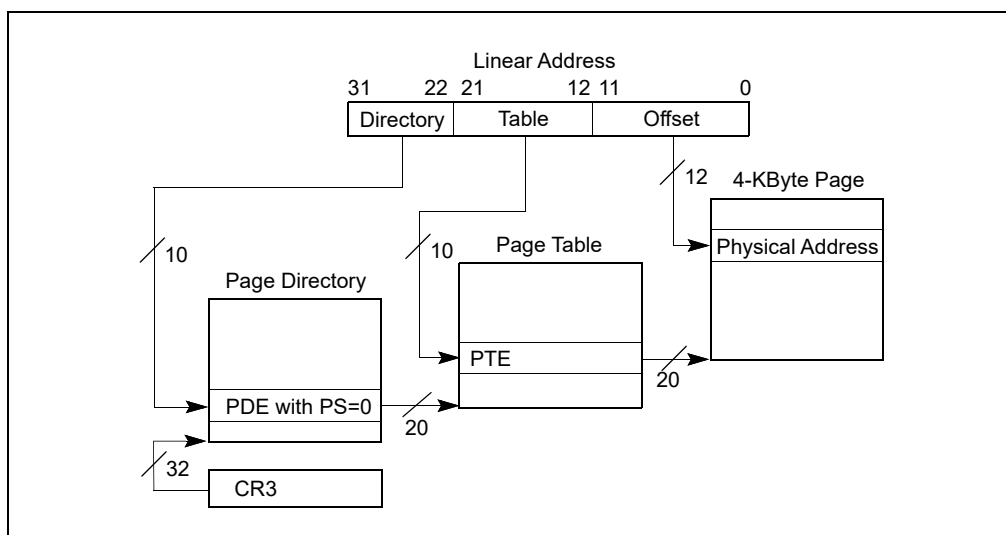 Linear Address
31 22 21 12 11 0
Directory Table Offset
12
4-KByte Page
Physical Address
10
10
Page Table
Page Directory
PTE
20
PDE with PS=0
20
32
CR3